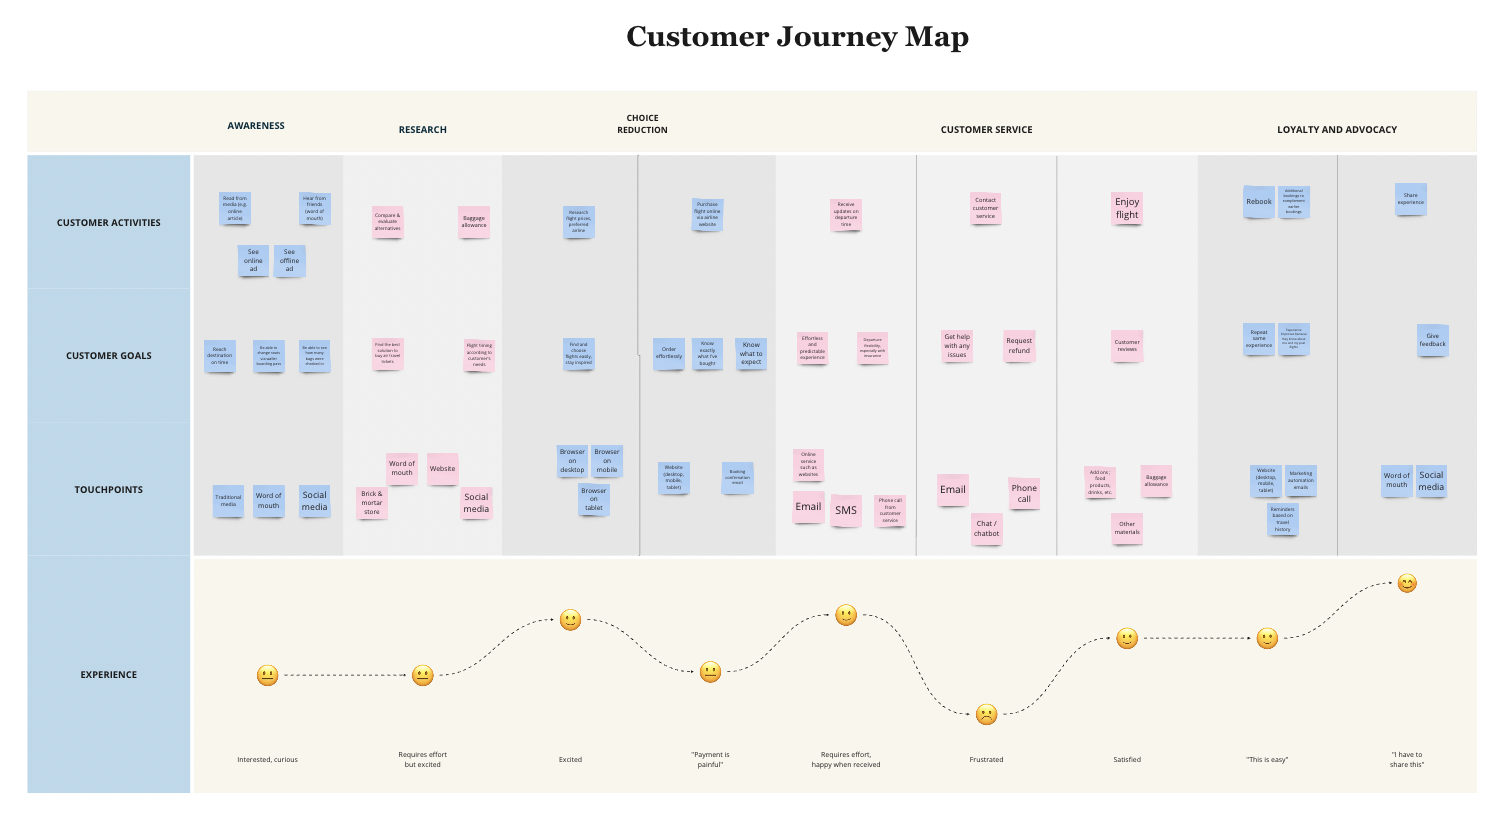 Customer Journey Map
AWARENESS
RESEARCH
CHOICE
REDUCTION
CUSTOMER SERVICE
LOYALTY AND ADVOCACY
CUSTOMER ACTIVITIES
Read from
media (e.g.
online
article)
Hear from
friends
(word of
mouth)
See
online
ad
See
offline
ad
Compare &
evaluate
alternatives
Baggage
allowance
Research
flight prices,
preferred
airline
Purchase
flight online
via airline
website
Receive
updates on
departure
time
Contact
customer
service
Enjoy
flight
Rebook
Additional
bookings to
complement
earlier
bookings
Share
experience
CUSTOMER GOALS
Reach
destination
on time
Be able to
change seats
via wallet
boarding pass
Be able to see
how many
bags were
checked in
Find the best
solution to
buy air travel
tickets
Flight timing
according to
customer's
needs
Find and
choose
flights easily,
stay inspired
Order
effortlessly
Know
exactly
what I've
bought
Know
what to
expect
Effortless
and
predictable
experience
Departure
flexibility,
especially with
insurance
Get help
with any
issues
Request
refund
Customer
reviews
Repeat
same
experience
Give
feedback
TOUCHPOINTS
Traditional
media
Word of
mouth
Social
media
Word of
mouth
Website
Brick &
mortar
store
Social
media
Browser
on
desktop
Browser
on
mobile
Browser
on
tablet
Website
(desktop,
mobile,
tablet)
Booking
confirmation
email
Online
service
such as
websites
Email
SMS
Phone call
from
customer
service
Email
Phone
call
Chat /
chatbot
Add ons ;
food
products,
drinks, etc.
Baggage
allowance
Other
materials
Website
(desktop,
mobile,
tablet)
Marketing
automation
emails
Reminders
based on
travel
history
Word of
mouth
Social
media
EXPERIENCE
Interested, curious
Requires effort
but excited
Excited
"Payment is
painful"
Requires effort,
happy when received
Frustrated
Satisfied
"This is easy"
"I have to
share this"